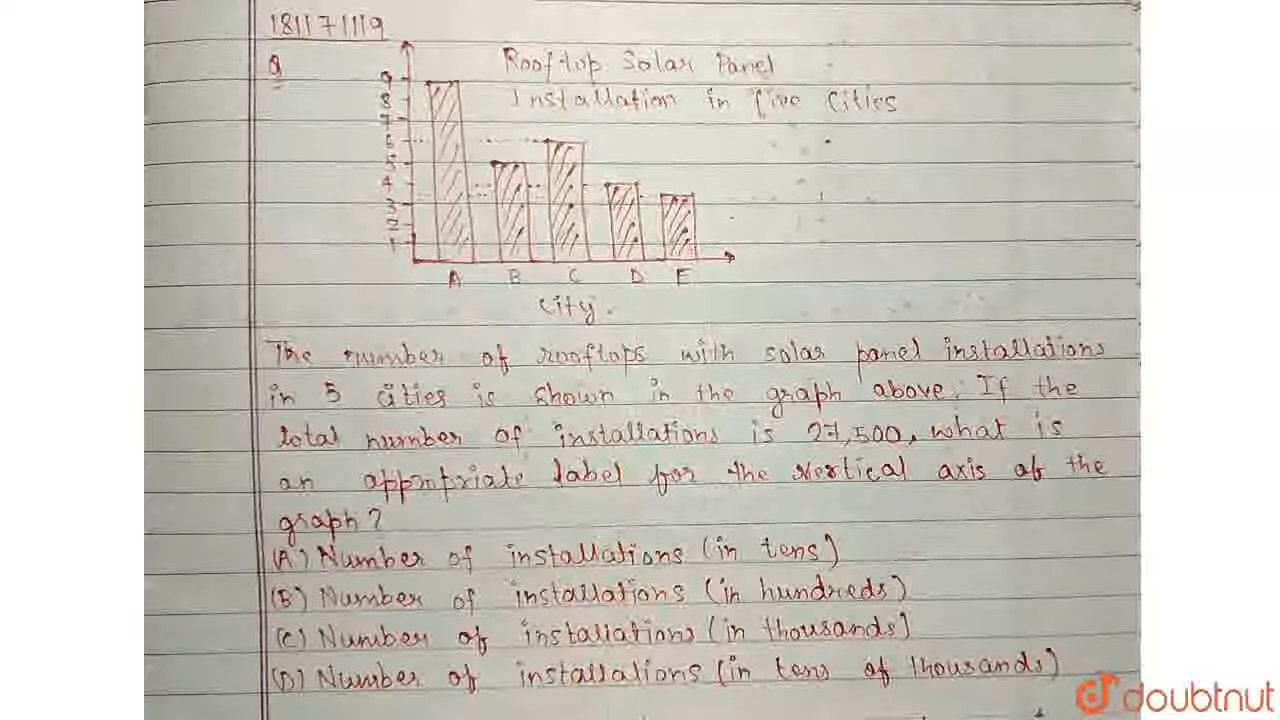 181171119
Q
Rooftop Solar Panel
Installation in five Cities
9
8
7
6
5
4
3
2
1
A B C D E
City.
The number of rooftops with solar panel installations
in 5 cities is shown in the graph above. If the
total number of installations is 27,500, what is
an appropriate label for the vertical axis of the
graph?
(A) Number of installations (in tens)
(B) Number of installations (in hundreds)
(C) Number of installations (in thousands)
(D) Number of installations (in tens of thousands)
doubtnut